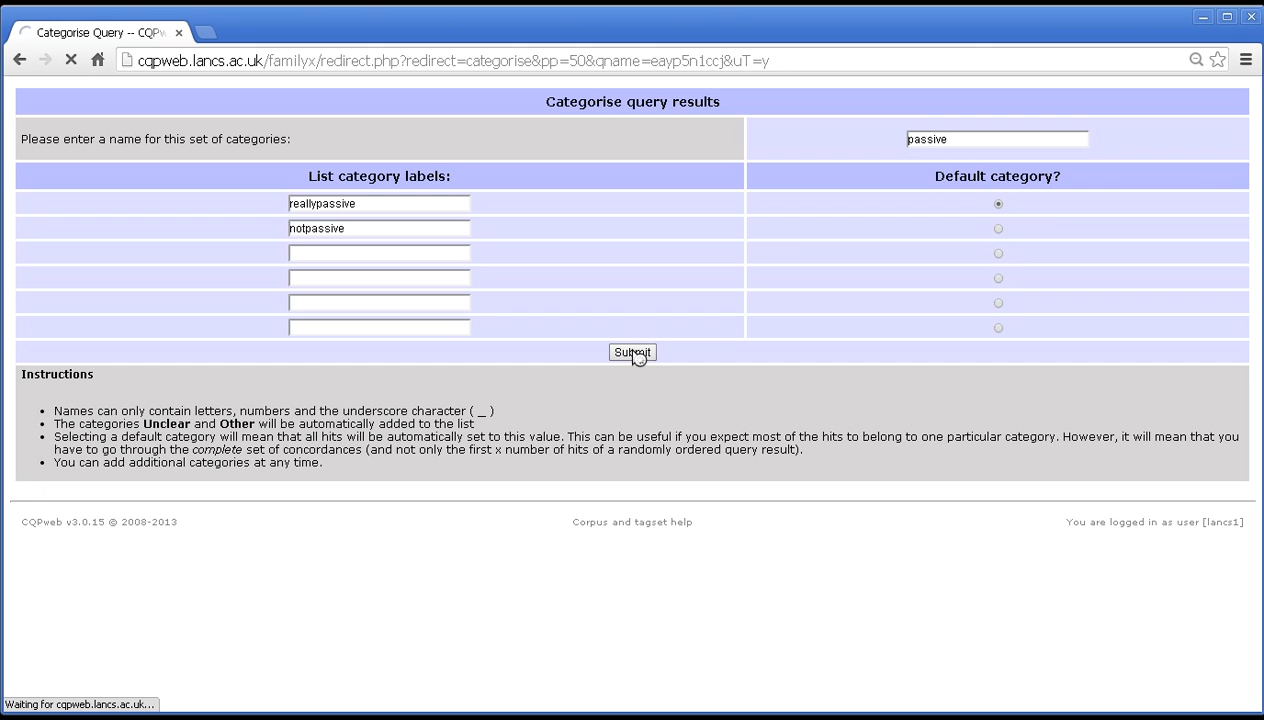 Categorise Query -- CQPw
cqpweb.lancs.ac.uk/familyx/redirect.php?redirect=categorise&pp=50&qname=eayp5n1ccj&uT=y
Categorise query results
Please enter a name for this set of categories:
passive
List category labels:
Default category?
reallypassive
notpassive
Submit
Instructions
• Names can only contain letters, numbers and the underscore character ( _ )
• The categories Unclear and Other will be automatically added to the list
• Selecting a default category will mean that all hits will be automatically set to this value. This can be useful if you expect most of the hits to belong to one particular category. However, it will mean that you
have to go through the complete set of concordances (and not only the first x number of hits of a randomly ordered query result).
• You can add additional categories at any time.
CQPweb v3.0.15 © 2008-2013
Corpus and tagset help
You are logged in as user [lancs1]
Waiting for cqpweb.lancs.ac.uk...